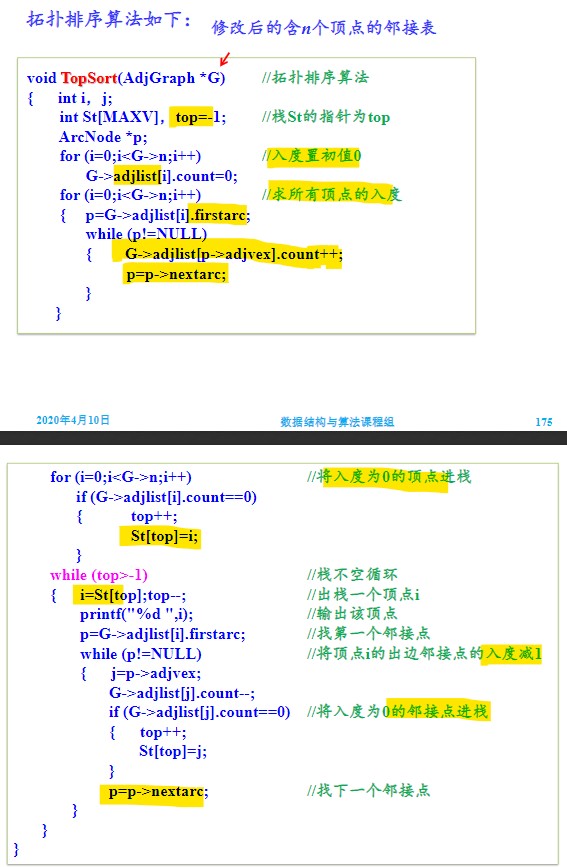 拓扑排序算法如下：
修改后的含n个顶点的邻接表
void TopSort(AdjGraph *G) //拓扑排序算法
{ int i，j;
int St[MAXV]，top=-1; //栈St的指针为top
ArcNode *p;
for (i=0;i<G->n;i++) //入度置初值0
G->adjlist[i].count=0;
for (i=0;i<G->n;i++) //求所有顶点的入度
{ p=G->adjlist[i].firstarc;
while (p!=NULL)
{ G->adjlist[p->adjvex].count++;
p=p->nextarc;
}
}
2020年4月10日 数据结构与算法课程组 175
for (i=0;i<G->n;i++) //将入度为0的顶点进栈
if (G->adjlist[i].count==0)
{ top++;
St[top]=i;
}
while (top>-1) //栈不空循环
{ i=St[top];top--; //出栈一个顶点i
printf("%d ",i); //输出该顶点
p=G->adjlist[i].firstarc; //找第一个邻接点
while (p!=NULL) //将顶点i的出边邻接点的入度减1
{ j=p->adjvex;
G->adjlist[j].count--;
if (G->adjlist[j].count==0) //将入度为0的邻接点进栈
{ top++;
St[top]=j;
}
p=p->nextarc; //找下一个邻接点
}
}
}